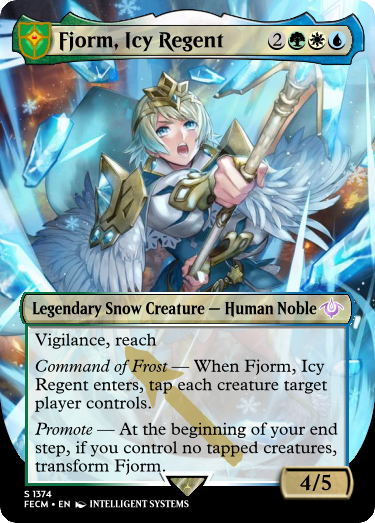 Fjorm, Icy Regent 2
Legendary Snow Creature — Human Noble
Vigilance, reach
Command of Frost — When Fjorm, Icy
Regent enters, tap each creature target
player controls.
Promote — At the beginning of your end
step, if you control no tapped creatures,
transform Fjorm.
4/5
S 1374
FECM • EN INTELLIGENT SYSTEMS